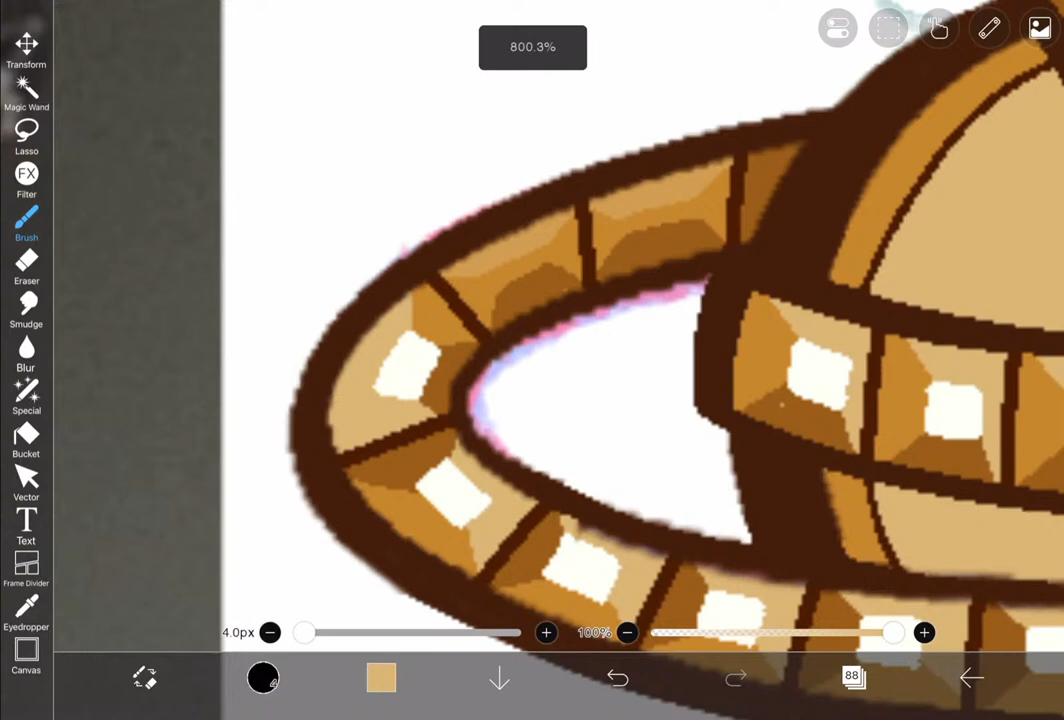 800.3%
Transform
Magic Wand
Lasso
FX
Filter
Brush
Eraser
Smudge
Blur
Special
Bucket
Vector
T
Text
Frame Divider
Eyedropper
Canvas
4.0px
100%
88